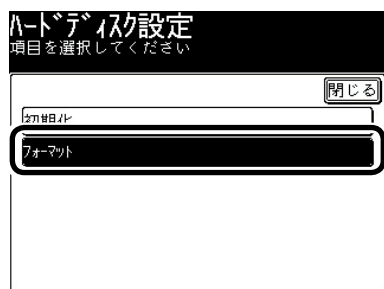 ハードディスク設定
項目を選択してください
閉じる
初期化
フォーマット